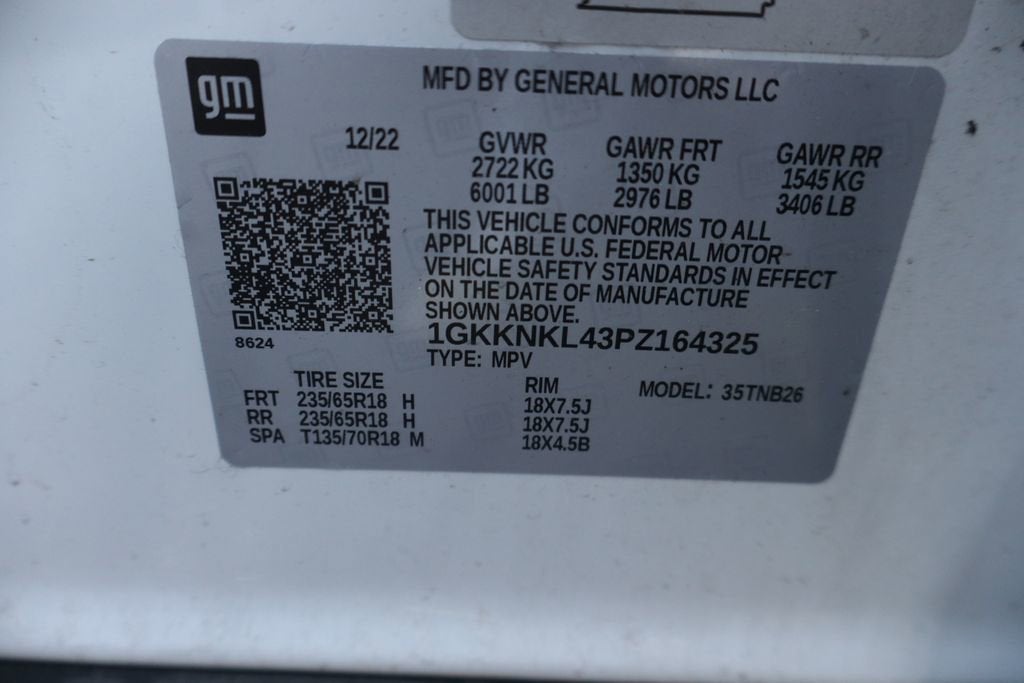 gm
MFD BY GENERAL MOTORS LLC
12/22
GVWR
2722 KG
6001 LB
GAWR FRT
1350 KG
2976 LB
GAWR RR
1545 KG
3406 LB
THIS VEHICLE CONFORMS TO ALL
APPLICABLE U.S. FEDERAL MOTOR
VEHICLE SAFETY STANDARDS IN EFFECT
ON THE DATE OF MANUFACTURE
SHOWN ABOVE.
8624
1GKKNKL43PZ164325
TYPE: MPV
TIRE SIZE
RIM
MODEL: 35TNB26
FRT 235/65R18 H 18X7.5J
RR 235/65R18 H 18X7.5J
SPA T135/70R18 M 18X4.5B